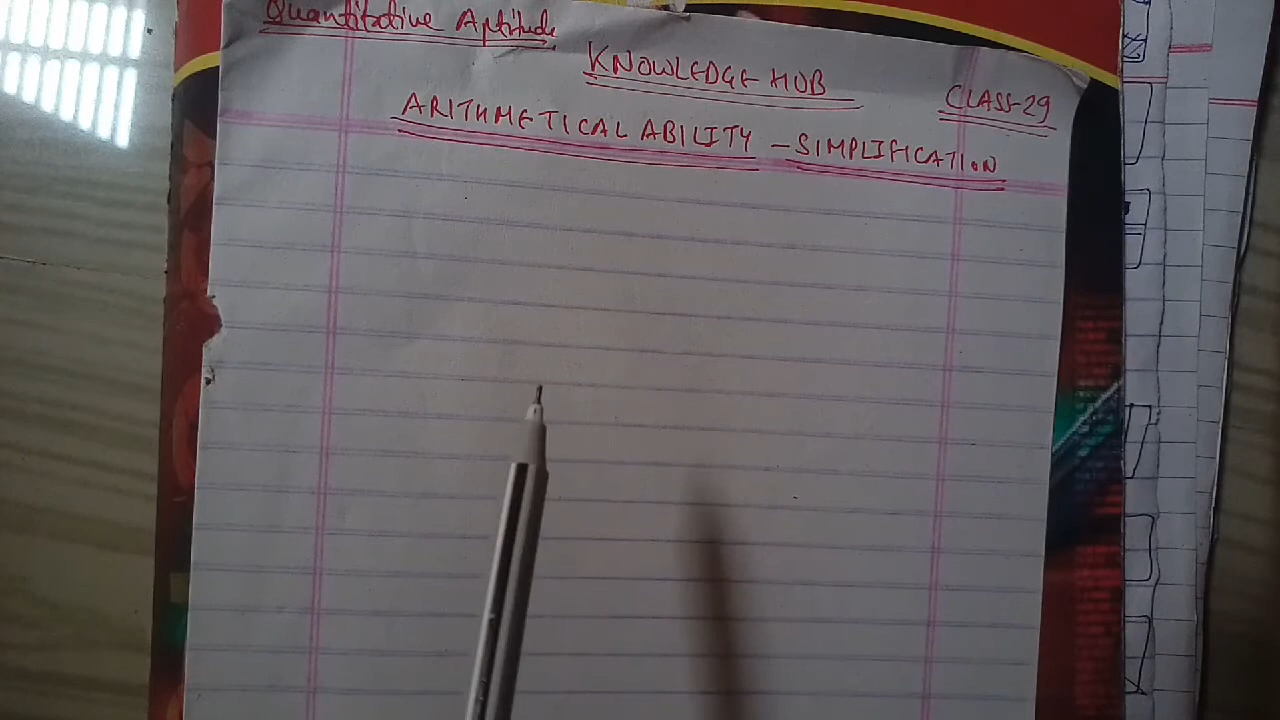 Quantitative Aptitude
KNOWLEDGE HUB
CLASS-29
ARITHMETICAL ABILITY - SIMPLIFICATION